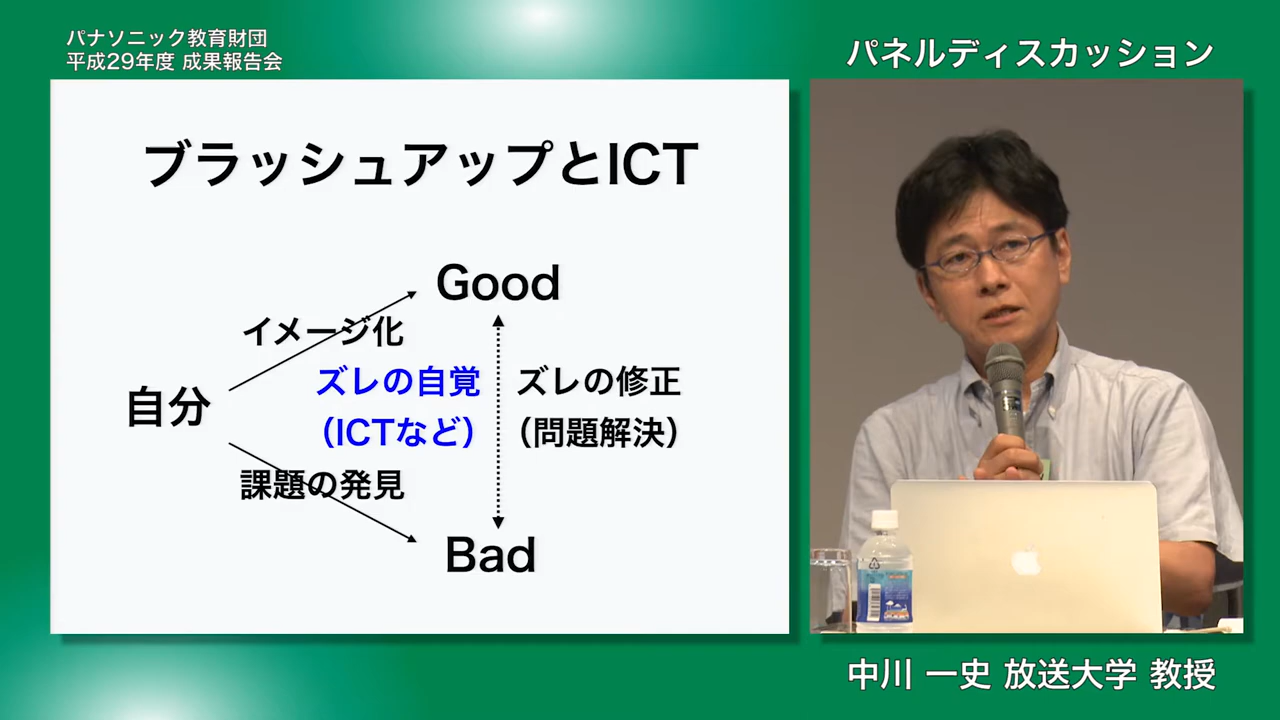 パナソニック教育財団
平成29年度 成果報告会
パネルディスカッション
ブラッシュアップとICT
Good
イメージ化
ズレの自覚
（ICTなど）
ズレの修正
（問題解決）
自分
課題の発見
Bad
中川 一史 放送大学 教授